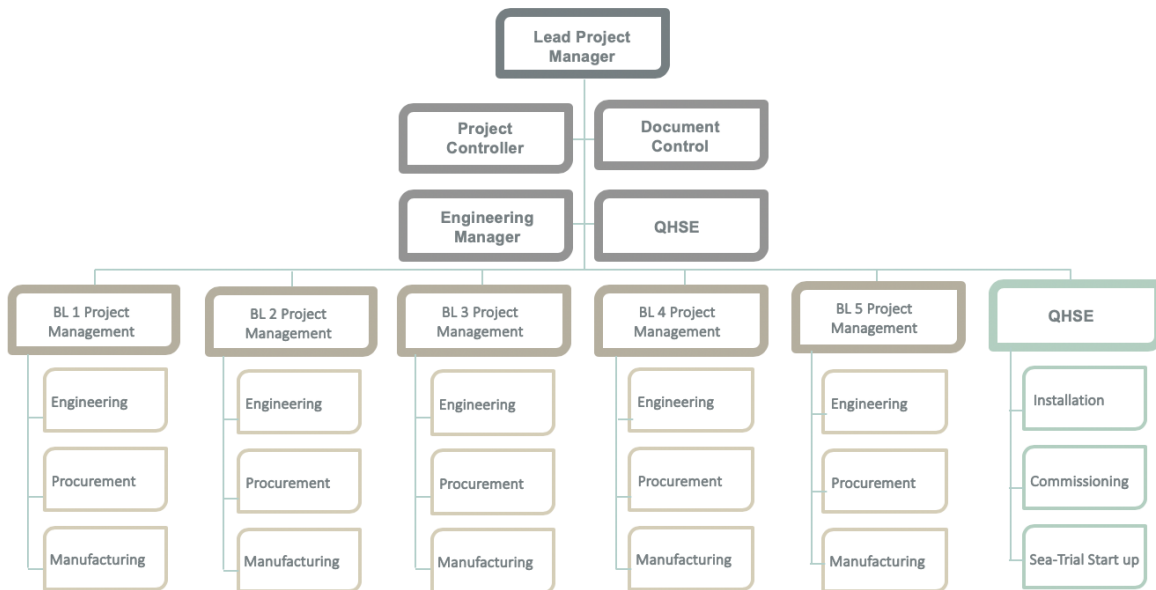 Lead Project
Manager
Project
Controller
Document
Control
Engineering
Manager
QHSE
BL 1 Project
Management
BL 2 Project
Management
BL 3 Project
Management
BL 4 Project
Management
BL 5 Project
Management
QHSE
Engineering
Engineering
Engineering
Engineering
Engineering
Installation
Procurement
Procurement
Procurement
Procurement
Procurement
Commissioning
Manufacturing
Manufacturing
Manufacturing
Manufacturing
Manufacturing
Sea-Trial Start up